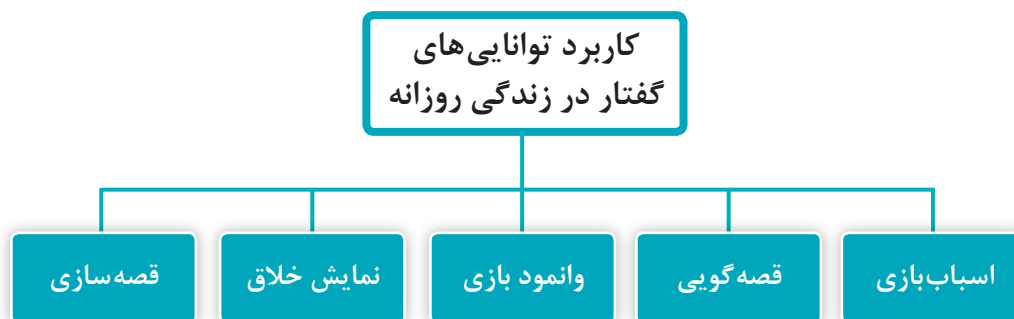 کاربرد توانایی‌های
گفتار در زندگی روزانه
اسباب‌بازی
قصه‌گویی
وانمود بازی
نمایش خلاق
قصه‌سازی